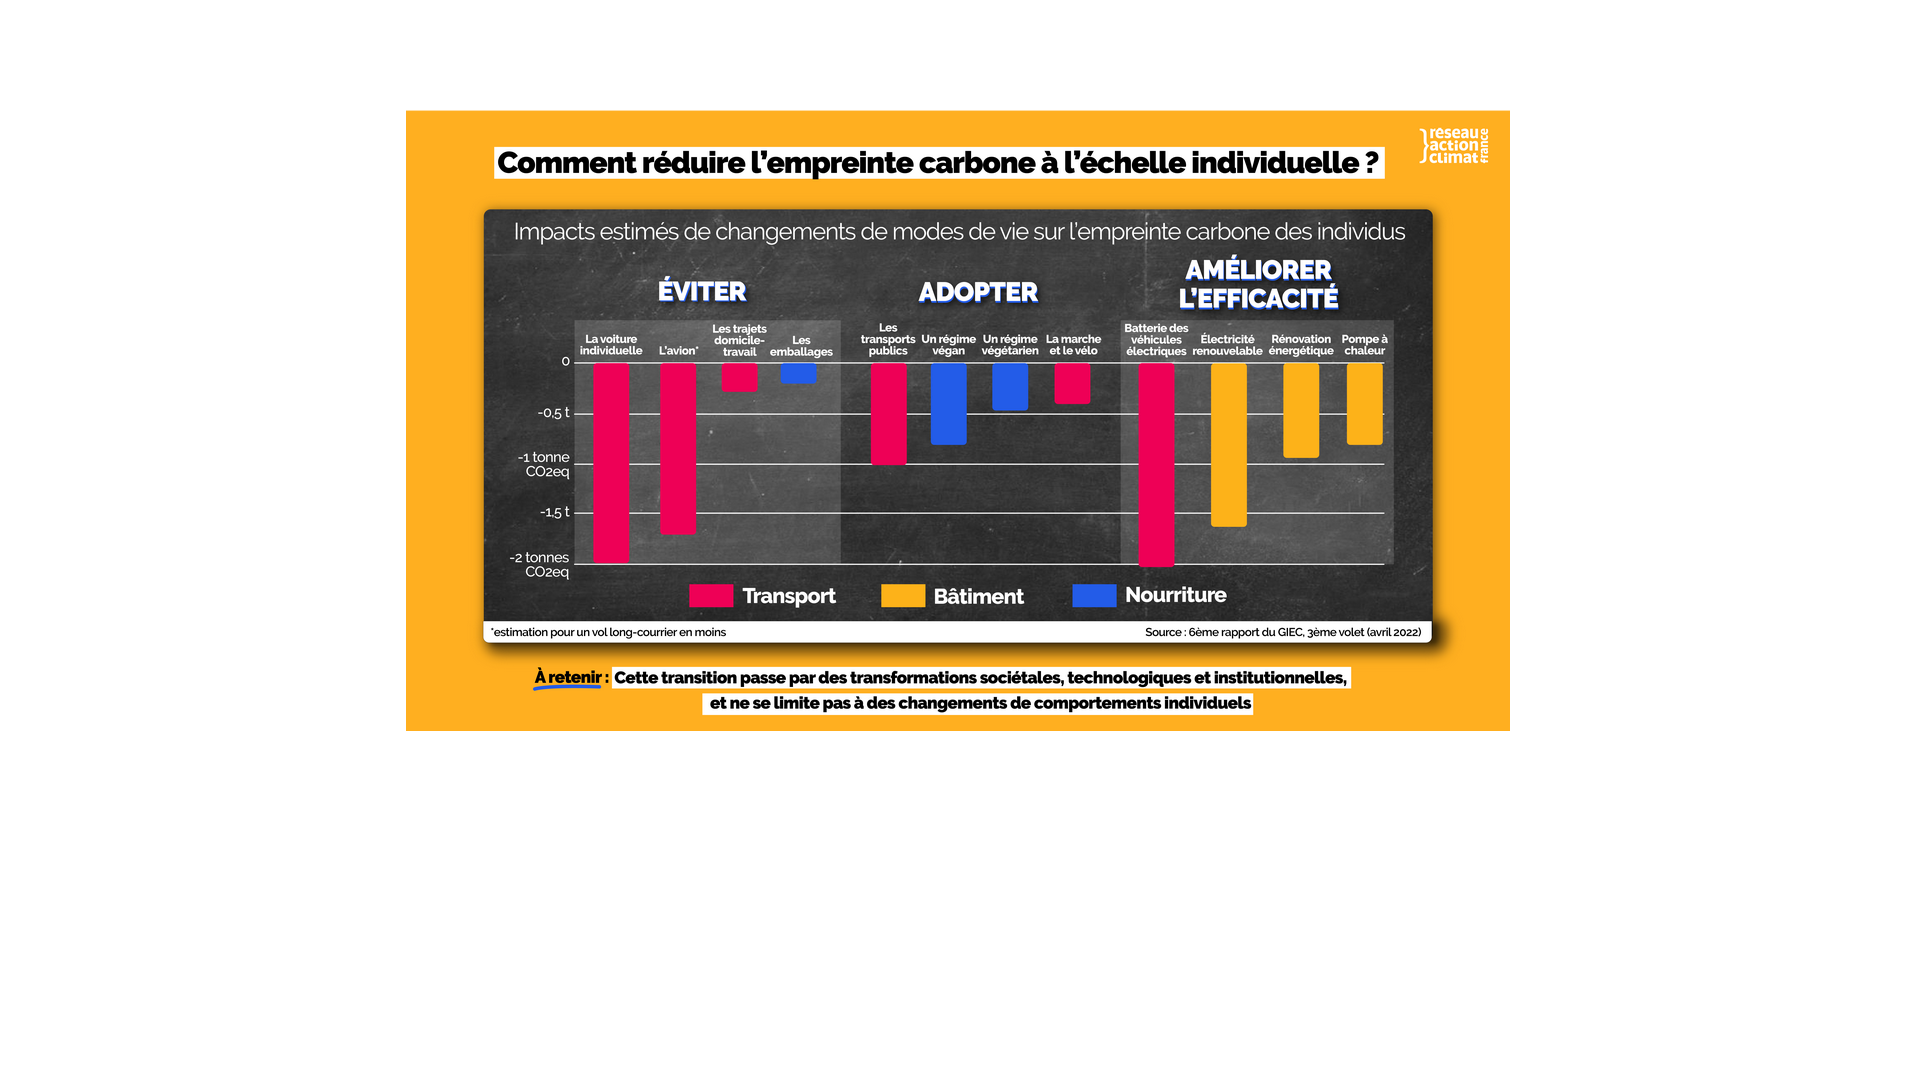 réseau
action
climat
france
Comment réduire l'empreinte carbone à l'échelle individuelle ?
Impacts estimés de changements de modes de vie sur l'empreinte carbone des individus
ÉVITER
ADOPTER
AMÉLIORER
L'EFFICACITÉ
La voiture
individuelle
L'avion*
Les trajets
domicile-
travail
Les
emballages
Les
transports
publics
Un régime
végan
Un régime
végétarien
La marche
et le vélo
Batterie des
véhicules
électriques
Électricité
renouvelable
Rénovation
énergétique
Pompe à
chaleur
0
-0,5 t
-1 tonne
CO2eq
-1,5 t
-2 tonnes
CO2eq
Transport
Bâtiment
Nourriture
*estimation pour un vol long-courrier en moins
Source : 6ème rapport du GIEC, 3ème volet (avril 2022)
À retenir : Cette transition passe par des transformations sociétales, technologiques et institutionnelles,
et ne se limite pas à des changements de comportements individuels